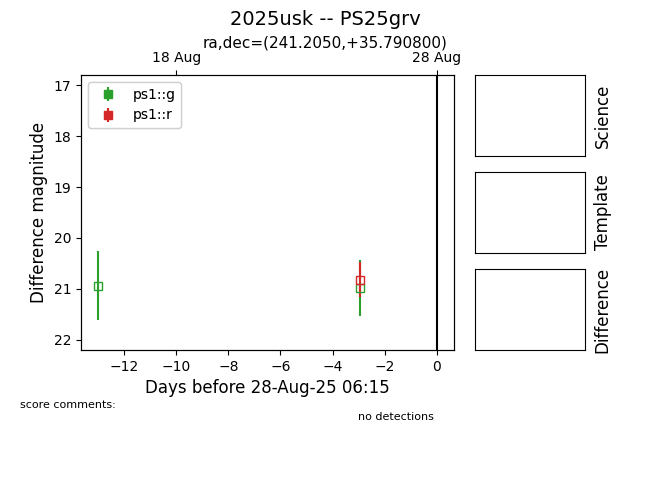 2025usk -- PS25grv
ra,dec=(241.2050,+35.790800)
18 Aug 28 Aug
ps1::g
ps1::r
17
18
19
20
21
22
Difference magnitude
−12 −10 −8 −6 −4 −2 0
Days before 28-Aug-25 06:15
Science
Template
Difference
score comments:
no detections